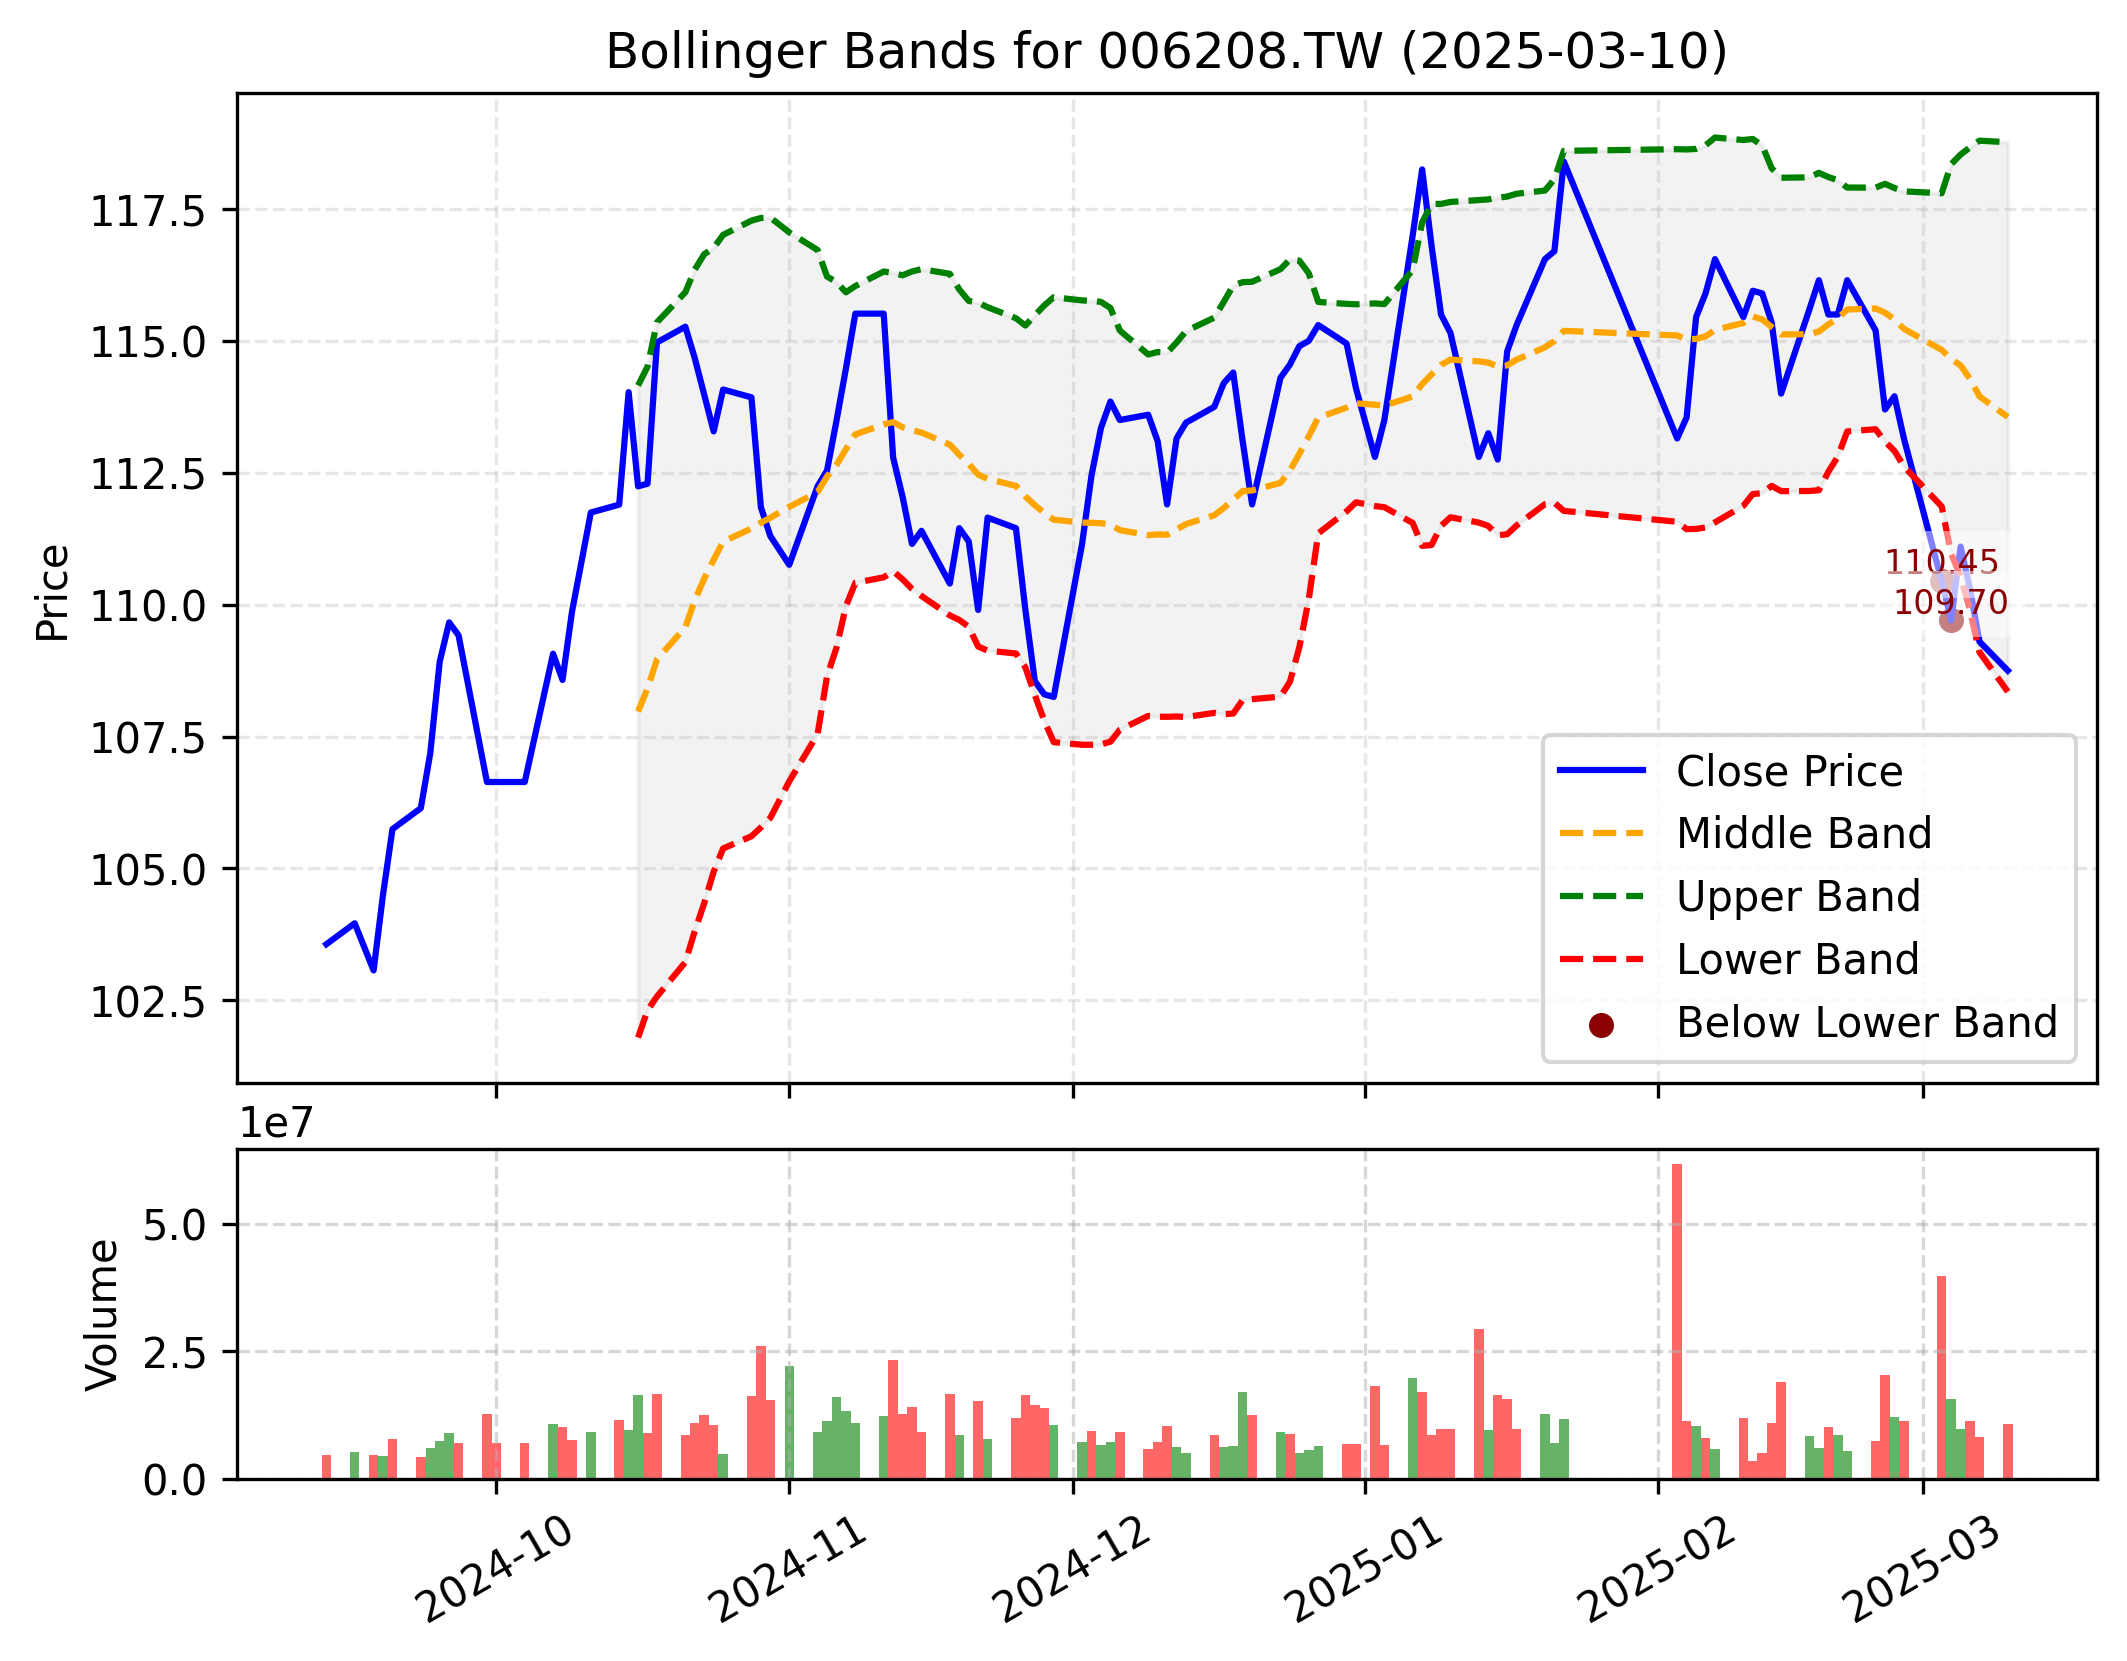 Bollinger Bands for 006208.TW (2025-03-10)
Price
117.5
115.0
112.5
110.0
107.5
105.0
102.5
110.45
109.70
Close Price
Middle Band
Upper Band
Lower Band
Below Lower Band
1e7
Volume
5.0
2.5
0.0
2024-10
2024-11
2024-12
2025-01
2025-02
2025-03